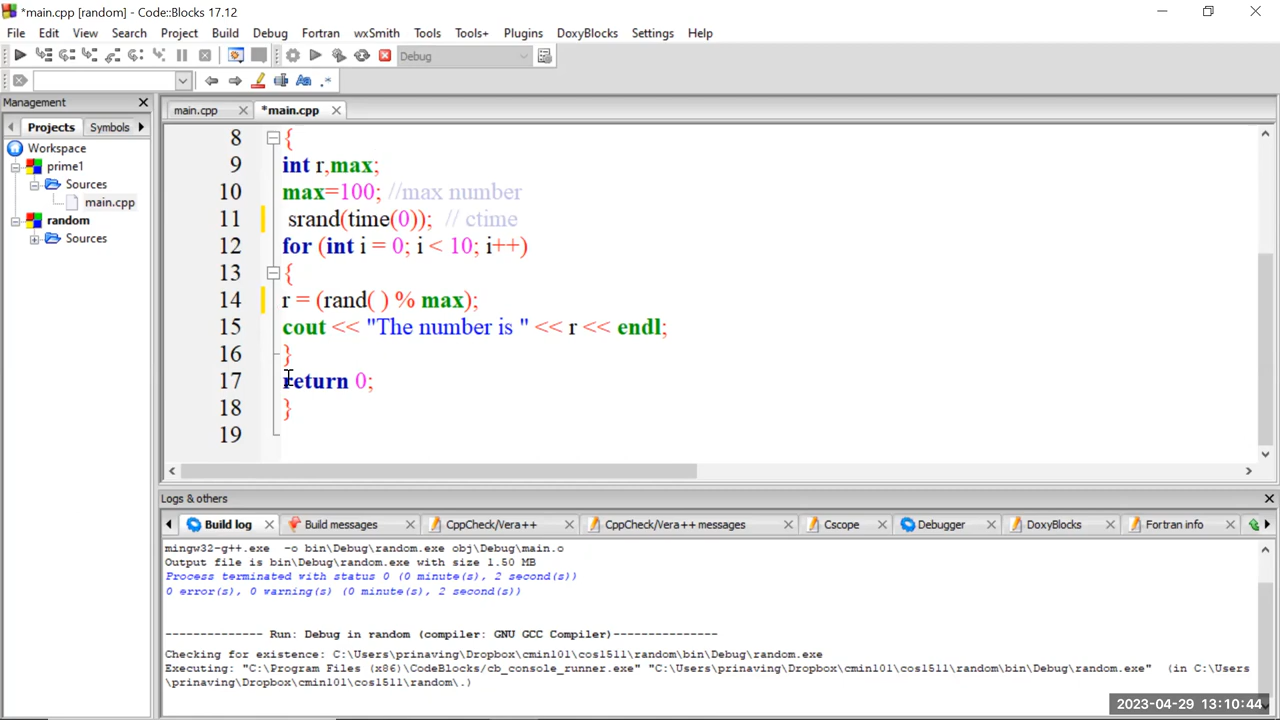 *main.cpp [random] - Code::Blocks 17.12
File Edit View Search Project Build Debug Fortran wxSmith Tools Tools+ Plugins DoxyBlocks Settings Help
Debug
Management
main.cpp *main.cpp
Projects Symbols
Workspace
prime1
Sources
main.cpp
random
Sources
8 {
9 int r,max;
10 max=100; //max number
11 srand(time(0)); // ctime
12 for (int i = 0; i < 10; i++)
13 {
14 r = (rand( ) % max);
15 cout << "The number is " << r << endl;
16 }
17 return 0;
18 }
19
Logs & others
Build log Build messages CppCheck/Vera++ CppCheck/Vera++ messages Cscope Debugger DoxyBlocks Fortran info
mingw32-g++.exe -o bin\Debug\random.exe obj\Debug\main.o
Output file is bin\Debug\random.exe with size 1.50 MB
Process terminated with status 0 (0 minute(s), 2 second(s))
0 error(s), 0 warning(s) (0 minute(s), 2 second(s))
-------------- Run: Debug in random (compiler: GNU GCC Compiler)---------------
Checking for existence: C:\Users\prinaving\Dropbox\cmin101\cos1511\random\bin\Debug\random.exe
Executing: "C:\Program Files (x86)\CodeBlocks/cb_console_runner.exe" "C:\Users\prinaving\Dropbox\cmin101\cos1511\random\bin\Debug\random.exe" (in C:\Users
\prinaving\Dropbox\cmin101\cos1511\random\.)
2023-04-29 13:10:44